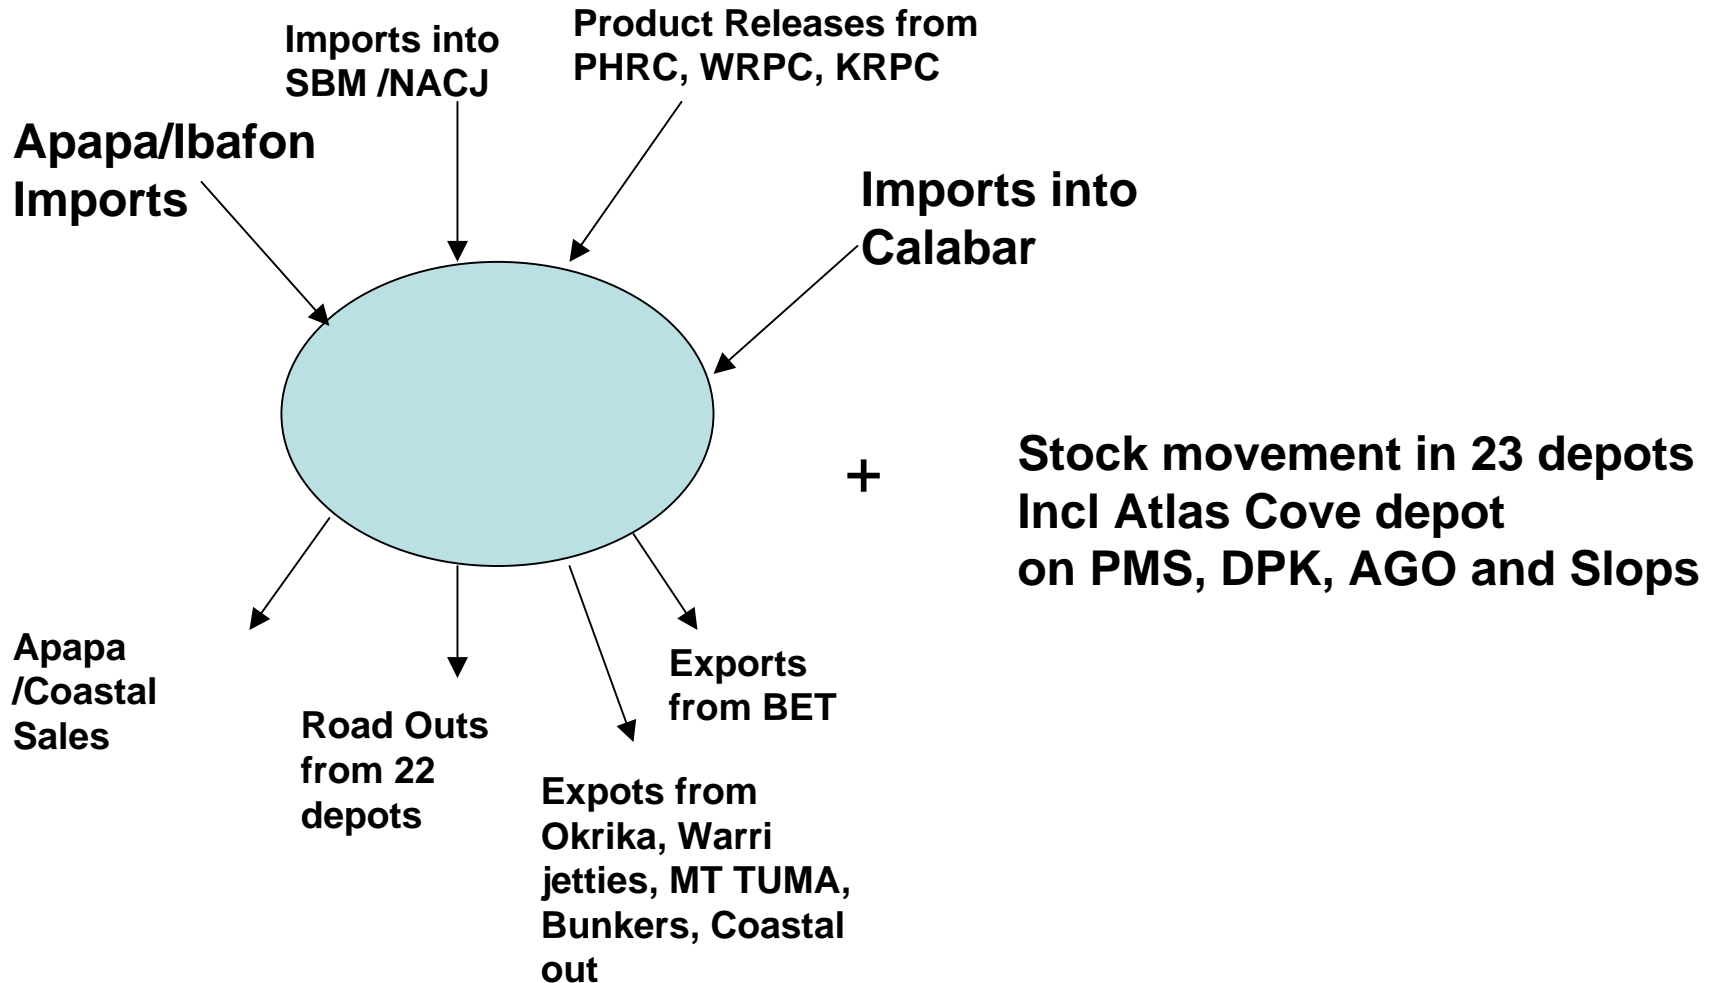 Imports into
SBM /NACJ
Product Releases from
PHRC, WRPC, KRPC
Apapa/Ibafon
Imports
Imports into
Calabar
+
Stock movement in 23 depots
Incl Atlas Cove depot
on PMS, DPK, AGO and Slops
Apapa
/Coastal
Sales
Road Outs
from 22
depots
Expots from
Okrika, Warri
jetties, MT TUMA,
Bunkers, Coastal
out
Exports
from BET